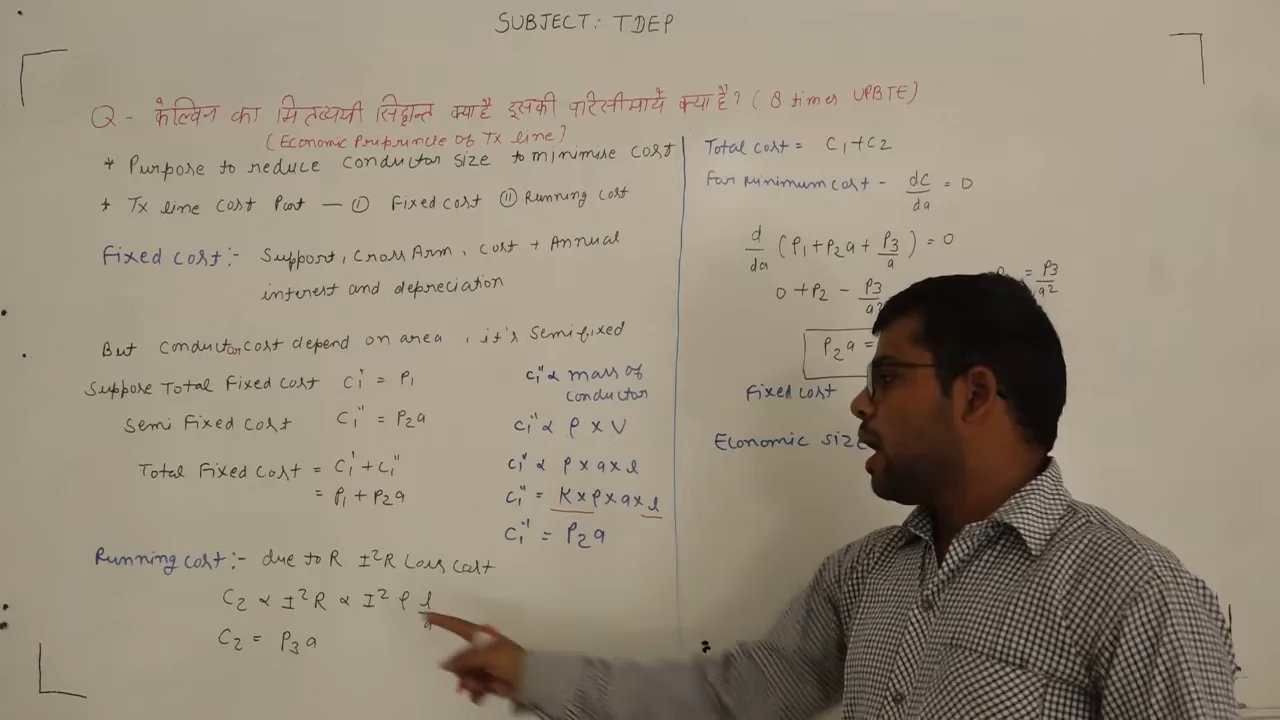 SUBJECT: TDEP
Q - केल्विन का मितव्ययी सिद्धान्त क्या है इसकी परिसीमायें क्या है? ( 8 times UPBTE)
(Economic Pripruncle of Tx line)
* Purpose to reduce conductor size to minimise cost
* Tx line cost Part — Ⓘ Fixed cost Ⓘⓘ Running cost
Fixed cost:- Support, Cross Arm, cost + Annual
interest and depreciation
But conductor cost depend on area, it's semifixed
Suppose Total Fixed cost C₁' = P₁
Semi Fixed cost C₁'' = P₂a
Total Fixed cost = C₁' + C₁''
= P₁ + P₂a
C₁'' ∝ mass of
conductor
C₁'' ∝ ρ × V
C₁'' ∝ ρ × a × l
C₁'' = K × ρ × a × l
C₁'' = P₂a
Running cost:- due to R I²R Loss cost
C₂ ∝ I²R ∝ I² ρ l/a
C₂ = P₃a
Total cost = C₁+C₂
For minimum cost - dc/da = 0
d/da (P₁+P₂a+P₃/a) = 0
0 + P₂ - P₃/a²
= P₃/a²
P₂a =
Fixed cost
Economic size